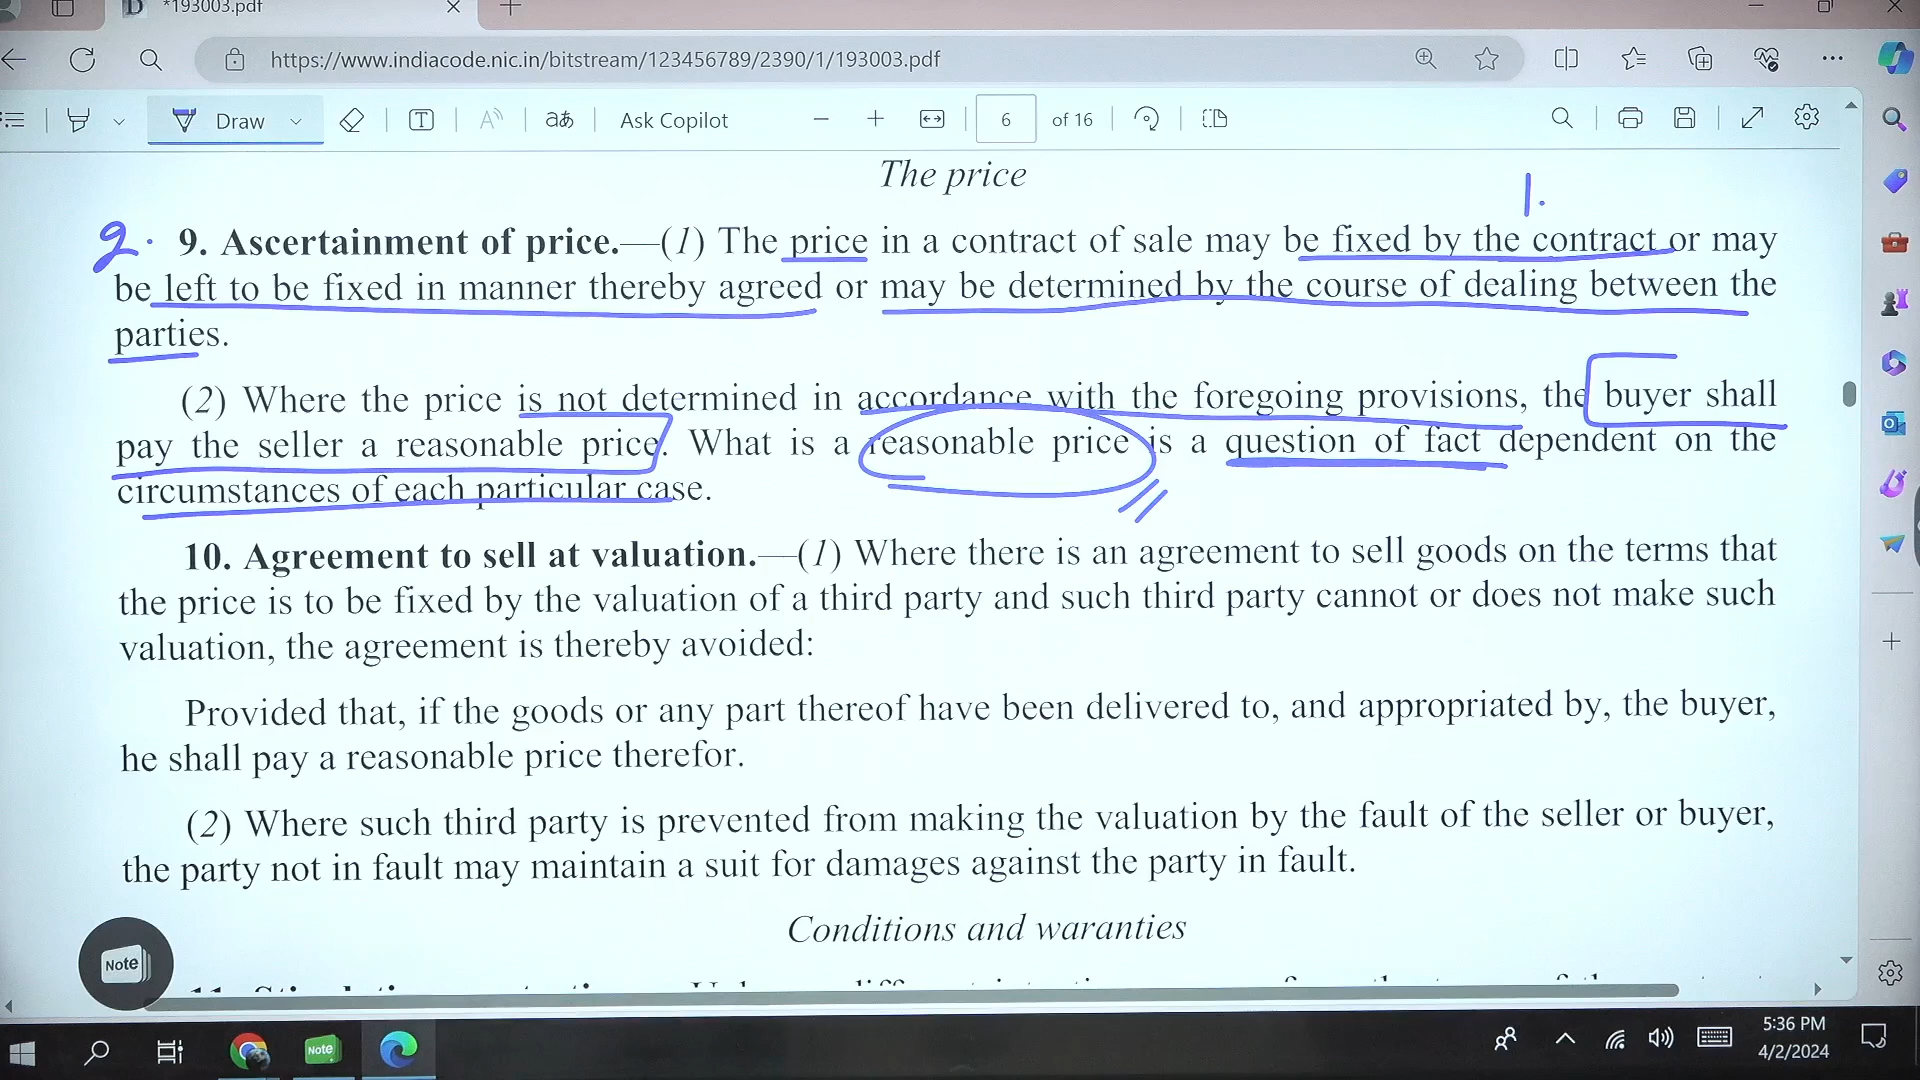 *193003.pdf
https://www.indiacode.nic.in/bitstream/123456789/2390/1/193003.pdf
Draw
T
A
aあ
Ask Copilot
6 of 16
The price
1.
2. 9. Ascertainment of price.—(1) The price in a contract of sale may be fixed by the contract or may
be left to be fixed in manner thereby agreed or may be determined by the course of dealing between the
parties.
(2) Where the price is not determined in accordance with the foregoing provisions, the buyer shall
pay the seller a reasonable price. What is a reasonable price is a question of fact dependent on the
circumstances of each particular case.
10. Agreement to sell at valuation.—(1) Where there is an agreement to sell goods on the terms that
the price is to be fixed by the valuation of a third party and such third party cannot or does not make such
valuation, the agreement is thereby avoided:
Provided that, if the goods or any part thereof have been delivered to, and appropriated by, the buyer,
he shall pay a reasonable price therefor.
(2) Where such third party is prevented from making the valuation by the fault of the seller or buyer,
the party not in fault may maintain a suit for damages against the party in fault.
Conditions and waranties
Note
Note
5:36 PM
4/2/2024